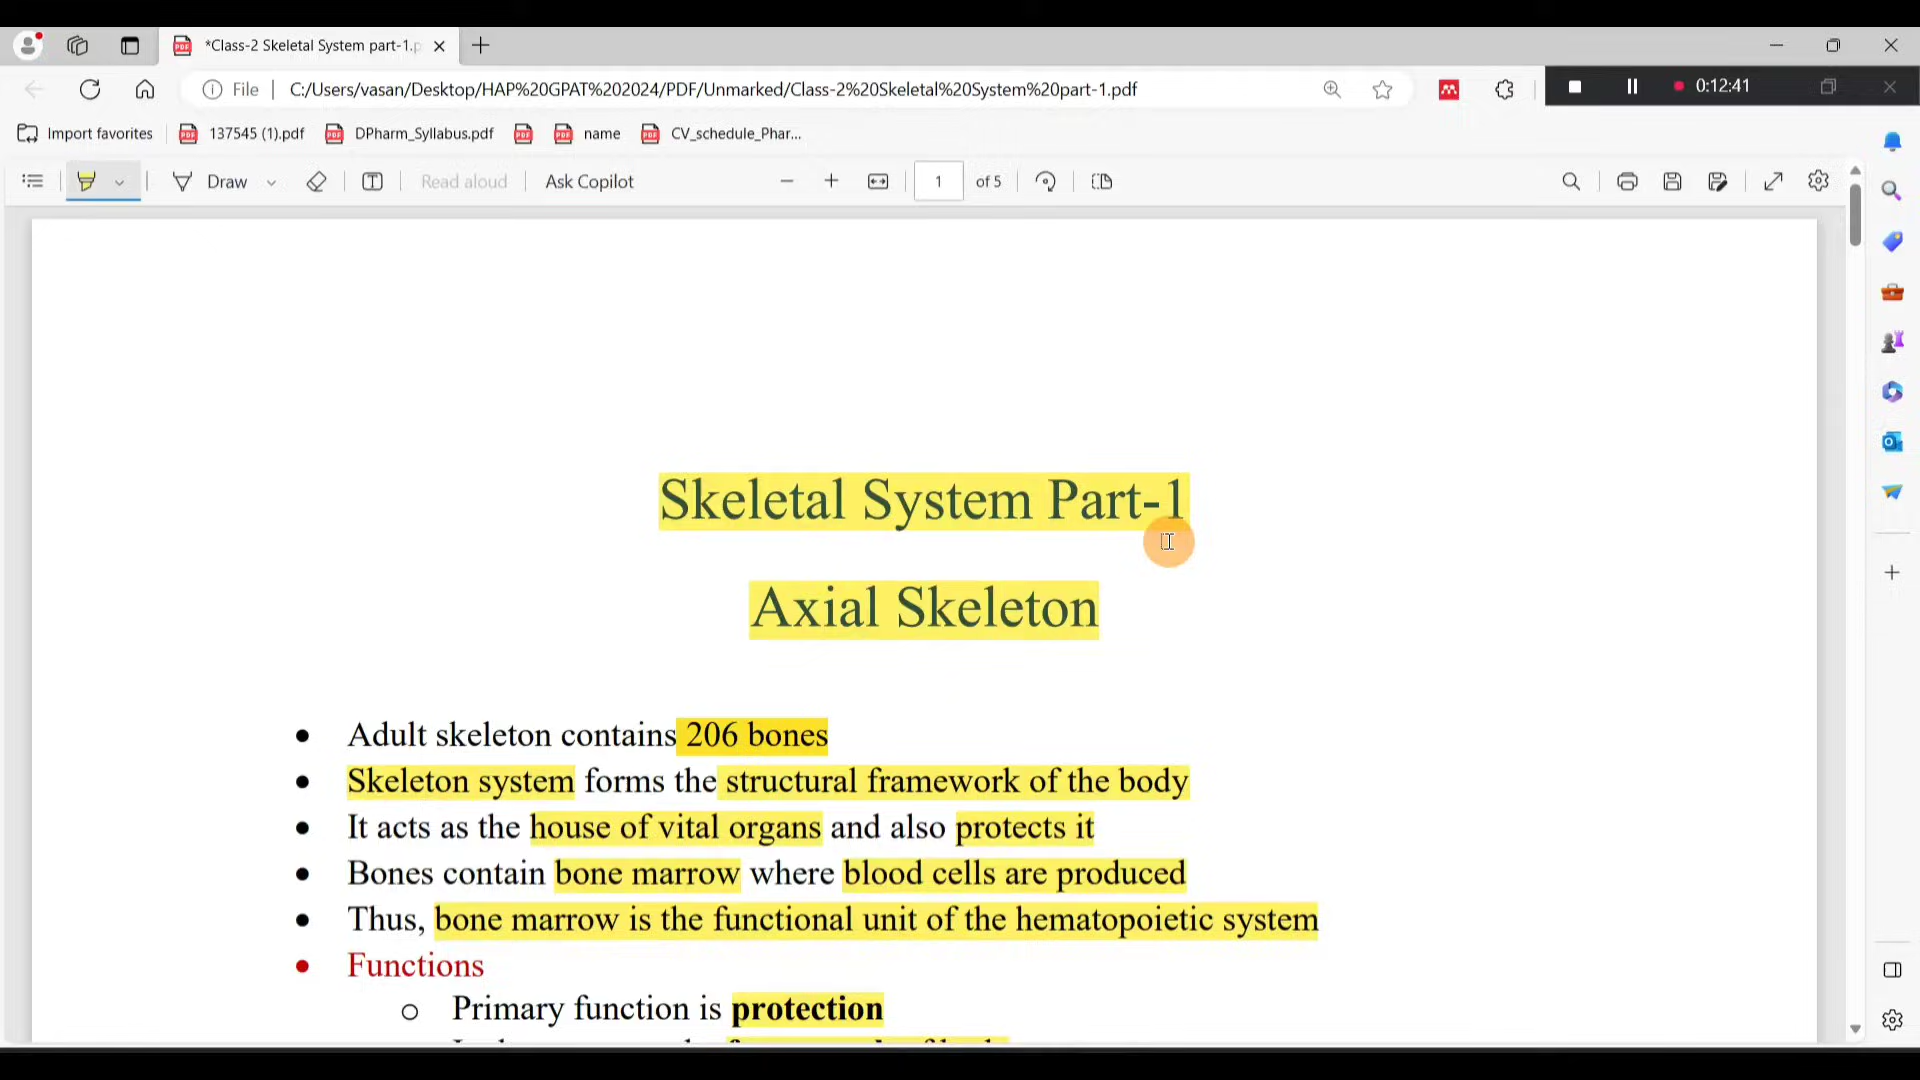 *Class-2 Skeletal System part-1.p
File
C:/Users/vasan/Desktop/HAP%20GPAT%202024/PDF/Unmarked/Class-2%20Skeletal%20System%20part-1.pdf
0:12:41
Import favorites
137545 (1).pdf
DPharm_Syllabus.pdf
name
CV_schedule_Phar...
Draw
Read aloud
Ask Copilot
1
of 5
Skeletal System Part-1
Axial Skeleton
• Adult skeleton contains 206 bones
• Skeleton system forms the structural framework of the body
• It acts as the house of vital organs and also protects it
• Bones contain bone marrow where blood cells are produced
• Thus, bone marrow is the functional unit of the hematopoietic system
• Functions
o Primary function is protection